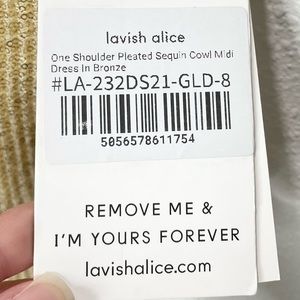 lavish alice
One Shoulder Pleated Sequin Cowl Midi
Dress In Bronze
#LA-232DS21-GLD-8
5056578611754
REMOVE ME &
I'M YOURS FOREVER
lavishalice.com